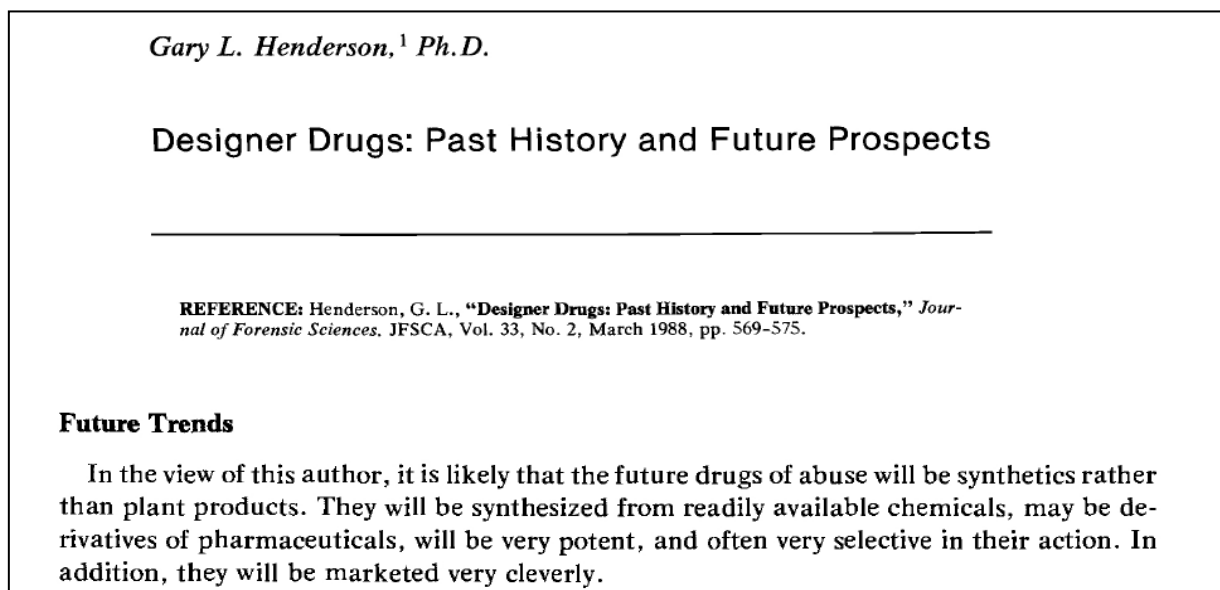 Gary L. Henderson,¹ Ph.D.
Designer Drugs: Past History and Future Prospects
REFERENCE: Henderson, G. L., “Designer Drugs: Past History and Future Prospects,” Jour-
nal of Forensic Sciences. JFSCA, Vol. 33, No. 2, March 1988, pp. 569–575.
Future Trends
In the view of this author, it is likely that the future drugs of abuse will be synthetics rather
than plant products. They will be synthesized from readily available chemicals, may be de-
rivatives of pharmaceuticals, will be very potent, and often very selective in their action. In
addition, they will be marketed very cleverly.